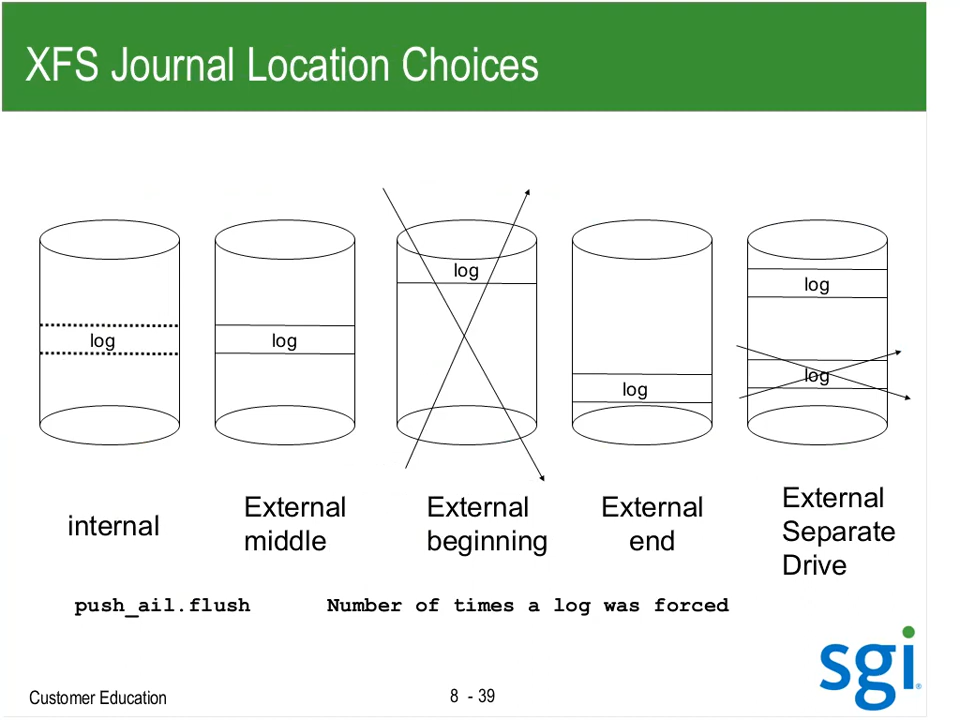 XFS Journal Location Choices
log
log
log
log
log
log
internal
External
middle
External
beginning
External
end
External
Separate
Drive
push_ail.flush Number of times a log was forced
sgi
Customer Education
8 - 39